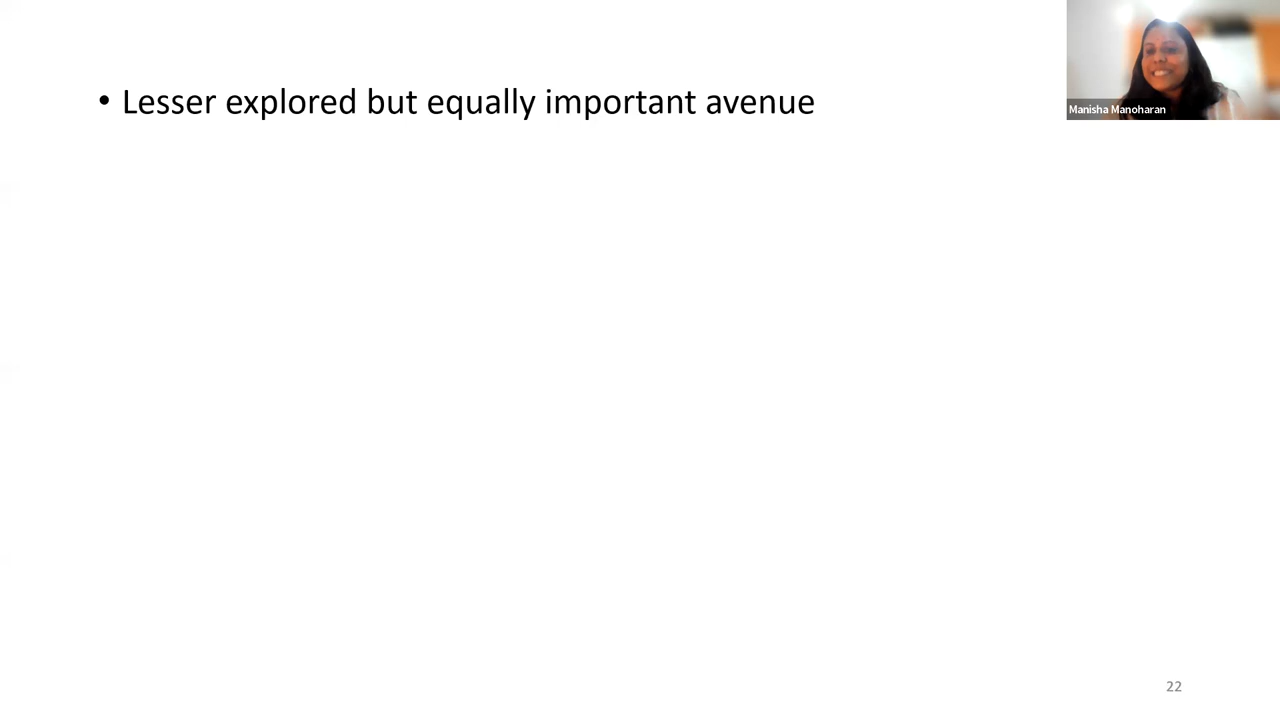 • Lesser explored but equally important avenue
Manisha Manoharan
22